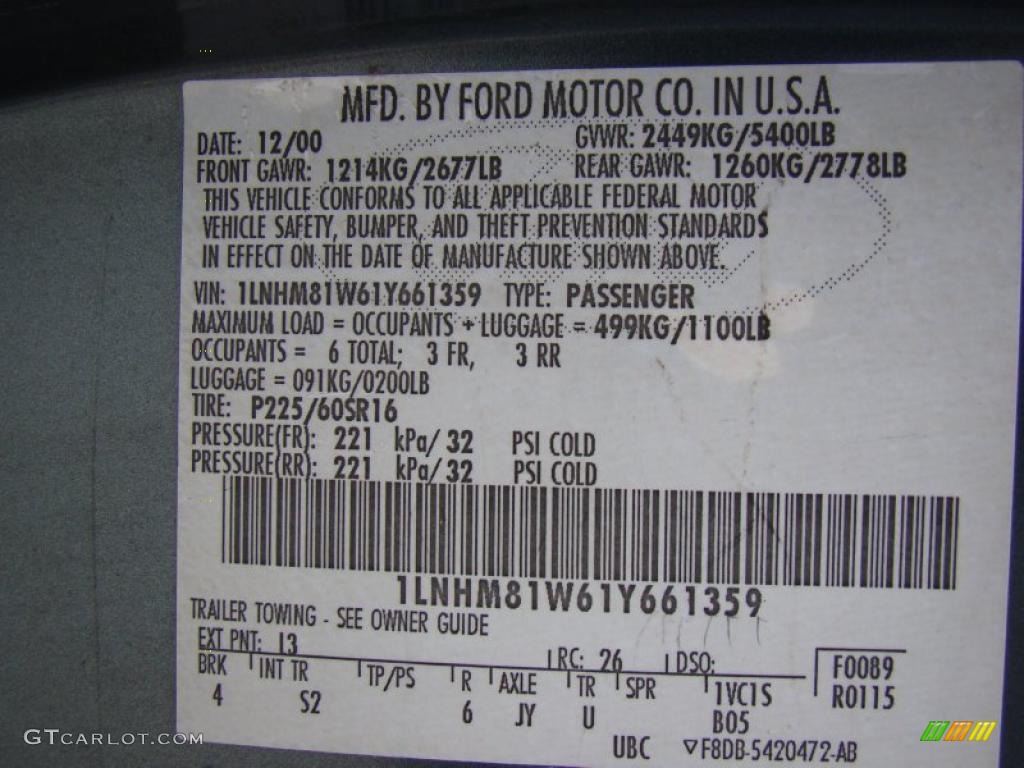 MFD. BY FORD MOTOR CO. IN U.S.A.
DATE: 12/00 GVWR: 2449KG/5400LB
FRONT GAWR: 1214KG/2677LB REAR GAWR: 1260KG/2778LB
THIS VEHICLE CONFORMS TO ALL APPLICABLE FEDERAL MOTOR
VEHICLE SAFETY, BUMPER, AND THEFT PREVENTION STANDARDS
IN EFFECT ON THE DATE OF MANUFACTURE SHOWN ABOVE.
VIN: 1LNHM81W61Y661359 TYPE: PASSENGER
MAXIMUM LOAD = OCCUPANTS + LUGGAGE = 499KG/1100LB
OCCUPANTS = 6 TOTAL; 3 FR, 3 RR
LUGGAGE = 091KG/0200LB
TIRE: P225/60SR16
PRESSURE(FR): 221 kPa/ 32 PSI COLD
PRESSURE(RR): 221 kPa/ 32 PSI COLD
1LNHM81W61Y661359
TRAILER TOWING - SEE OWNER GUIDE
EXT PNT: I3 RC: 26 DSO: F0089
BRK INT TR TP/PS R AXLE TR SPR 1VC1S R0115
4 S2 6 JY U B05
UBC ▽F8DB-5420472-AB
GTCARLOT.COM